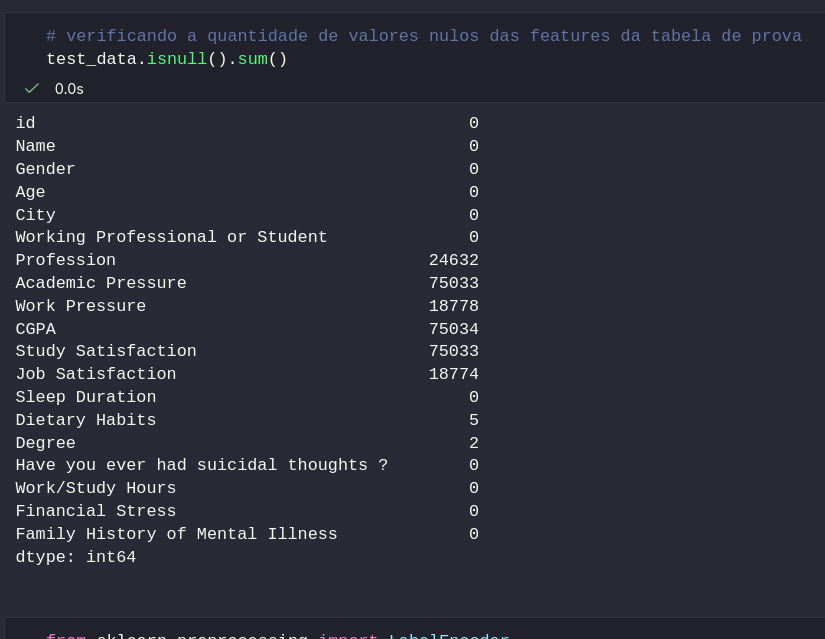 # verificando a quantidade de valores nulos das features da tabela de prova
test_data.isnull().sum()
0.0s
id 0
Name 0
Gender 0
Age 0
City 0
Working Professional or Student 0
Profession 24632
Academic Pressure 75033
Work Pressure 18778
CGPA 75034
Study Satisfaction 75033
Job Satisfaction 18774
Sleep Duration 0
Dietary Habits 5
Degree 2
Have you ever had suicidal thoughts ? 0
Work/Study Hours 0
Financial Stress 0
Family History of Mental Illness 0
dtype: int64
from sklearn.preprocessing import LabelEncoder